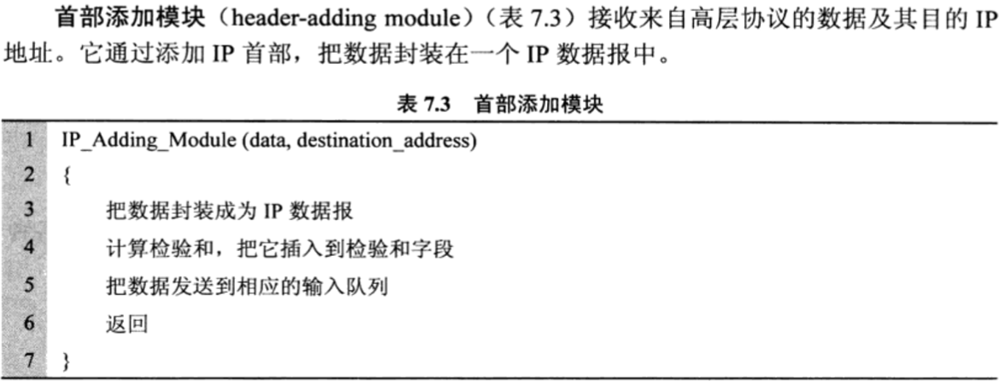 首部添加模块（header-adding module）（表 7.3）接收来自高层协议的数据及其目的 IP
地址。它通过添加 IP 首部，把数据封装在一个 IP 数据报中。
表 7.3 首部添加模块
1 IP_Adding_Module (data, destination_address)
2 {
3 把数据封装成为 IP 数据报
4 计算检验和，把它插入到检验和字段
5 把数据发送到相应的输入队列
6 返回
7 }